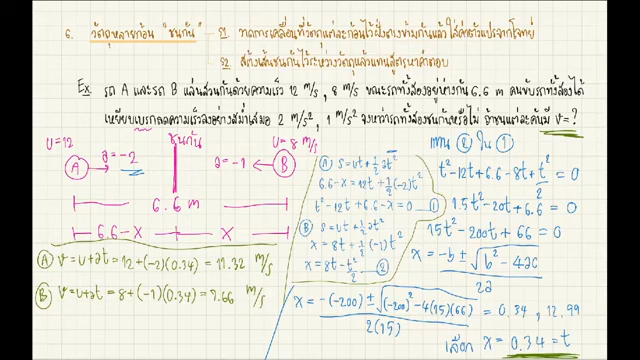 6. วัตถุหลายก้อน "ชนกัน" S1 ทดการเคลื่อนที่วัตถุแต่ละก้อนไว้ฝั่งตรงข้ามกันแล้วใส่ค่าตัวแปรจากโจทย์
S2 สร้างเส้นชนกันไว้ระหว่างวัตถุแล้วแทนสูตรหาคำตอบ
Ex รถ A และรถ B แล่นสวนกันด้วยความเร็ว 12 m/s, 8 m/s ขณะรถทั้งสองอยู่ห่างกัน 6.6 m คนขับรถทั้งสองได้
เหยียบเบรกลดความเร็วลงอย่างสม่ำเสมอ 2 m/s², 1 m/s² จงหาว่ารถทั้งสองชนกันหรือไม่ ถ้าชนแต่ละคันมี v=?
u=12
a=-2
A
ชนกัน
u=8 m/s
a=-1
B
6.6 m
6.6-x
x
A v=u+at=12+(-2)(0.34)=11.32 m/s
B v=u+at=8+(-1)(0.34)=7.66 m/s
A s=ut+½at²
6.6-x=12t+½(-2)t²
t²-12t+6.6-x=0 1
B s=ut+½at²
x=8t+½(-1)t²
x=8t-t²/2 2
แทน 2 ใน 1
t²-12t+6.6-8t+t²/2=0
1.5t²-20t+6.6=0
15t²-200t+66=0
x=-b±√b²-4ac/2a
x=-(-200)±√(-200)²-4(15)(66)/2(15) = 0.34, 12.99
เลือก x=0.34=t